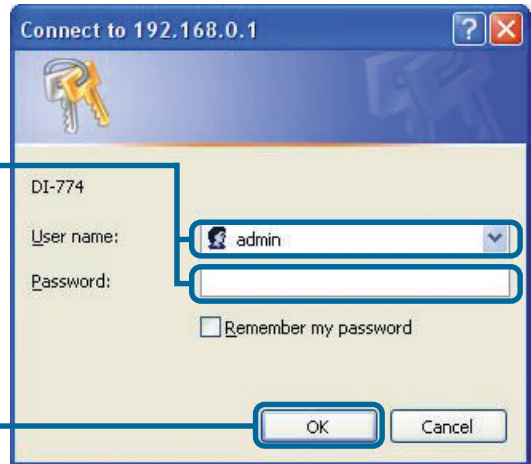 Connect to 192.168.0.1
DI-774
User name:
admin
Password:
Remember my password
OK
Cancel